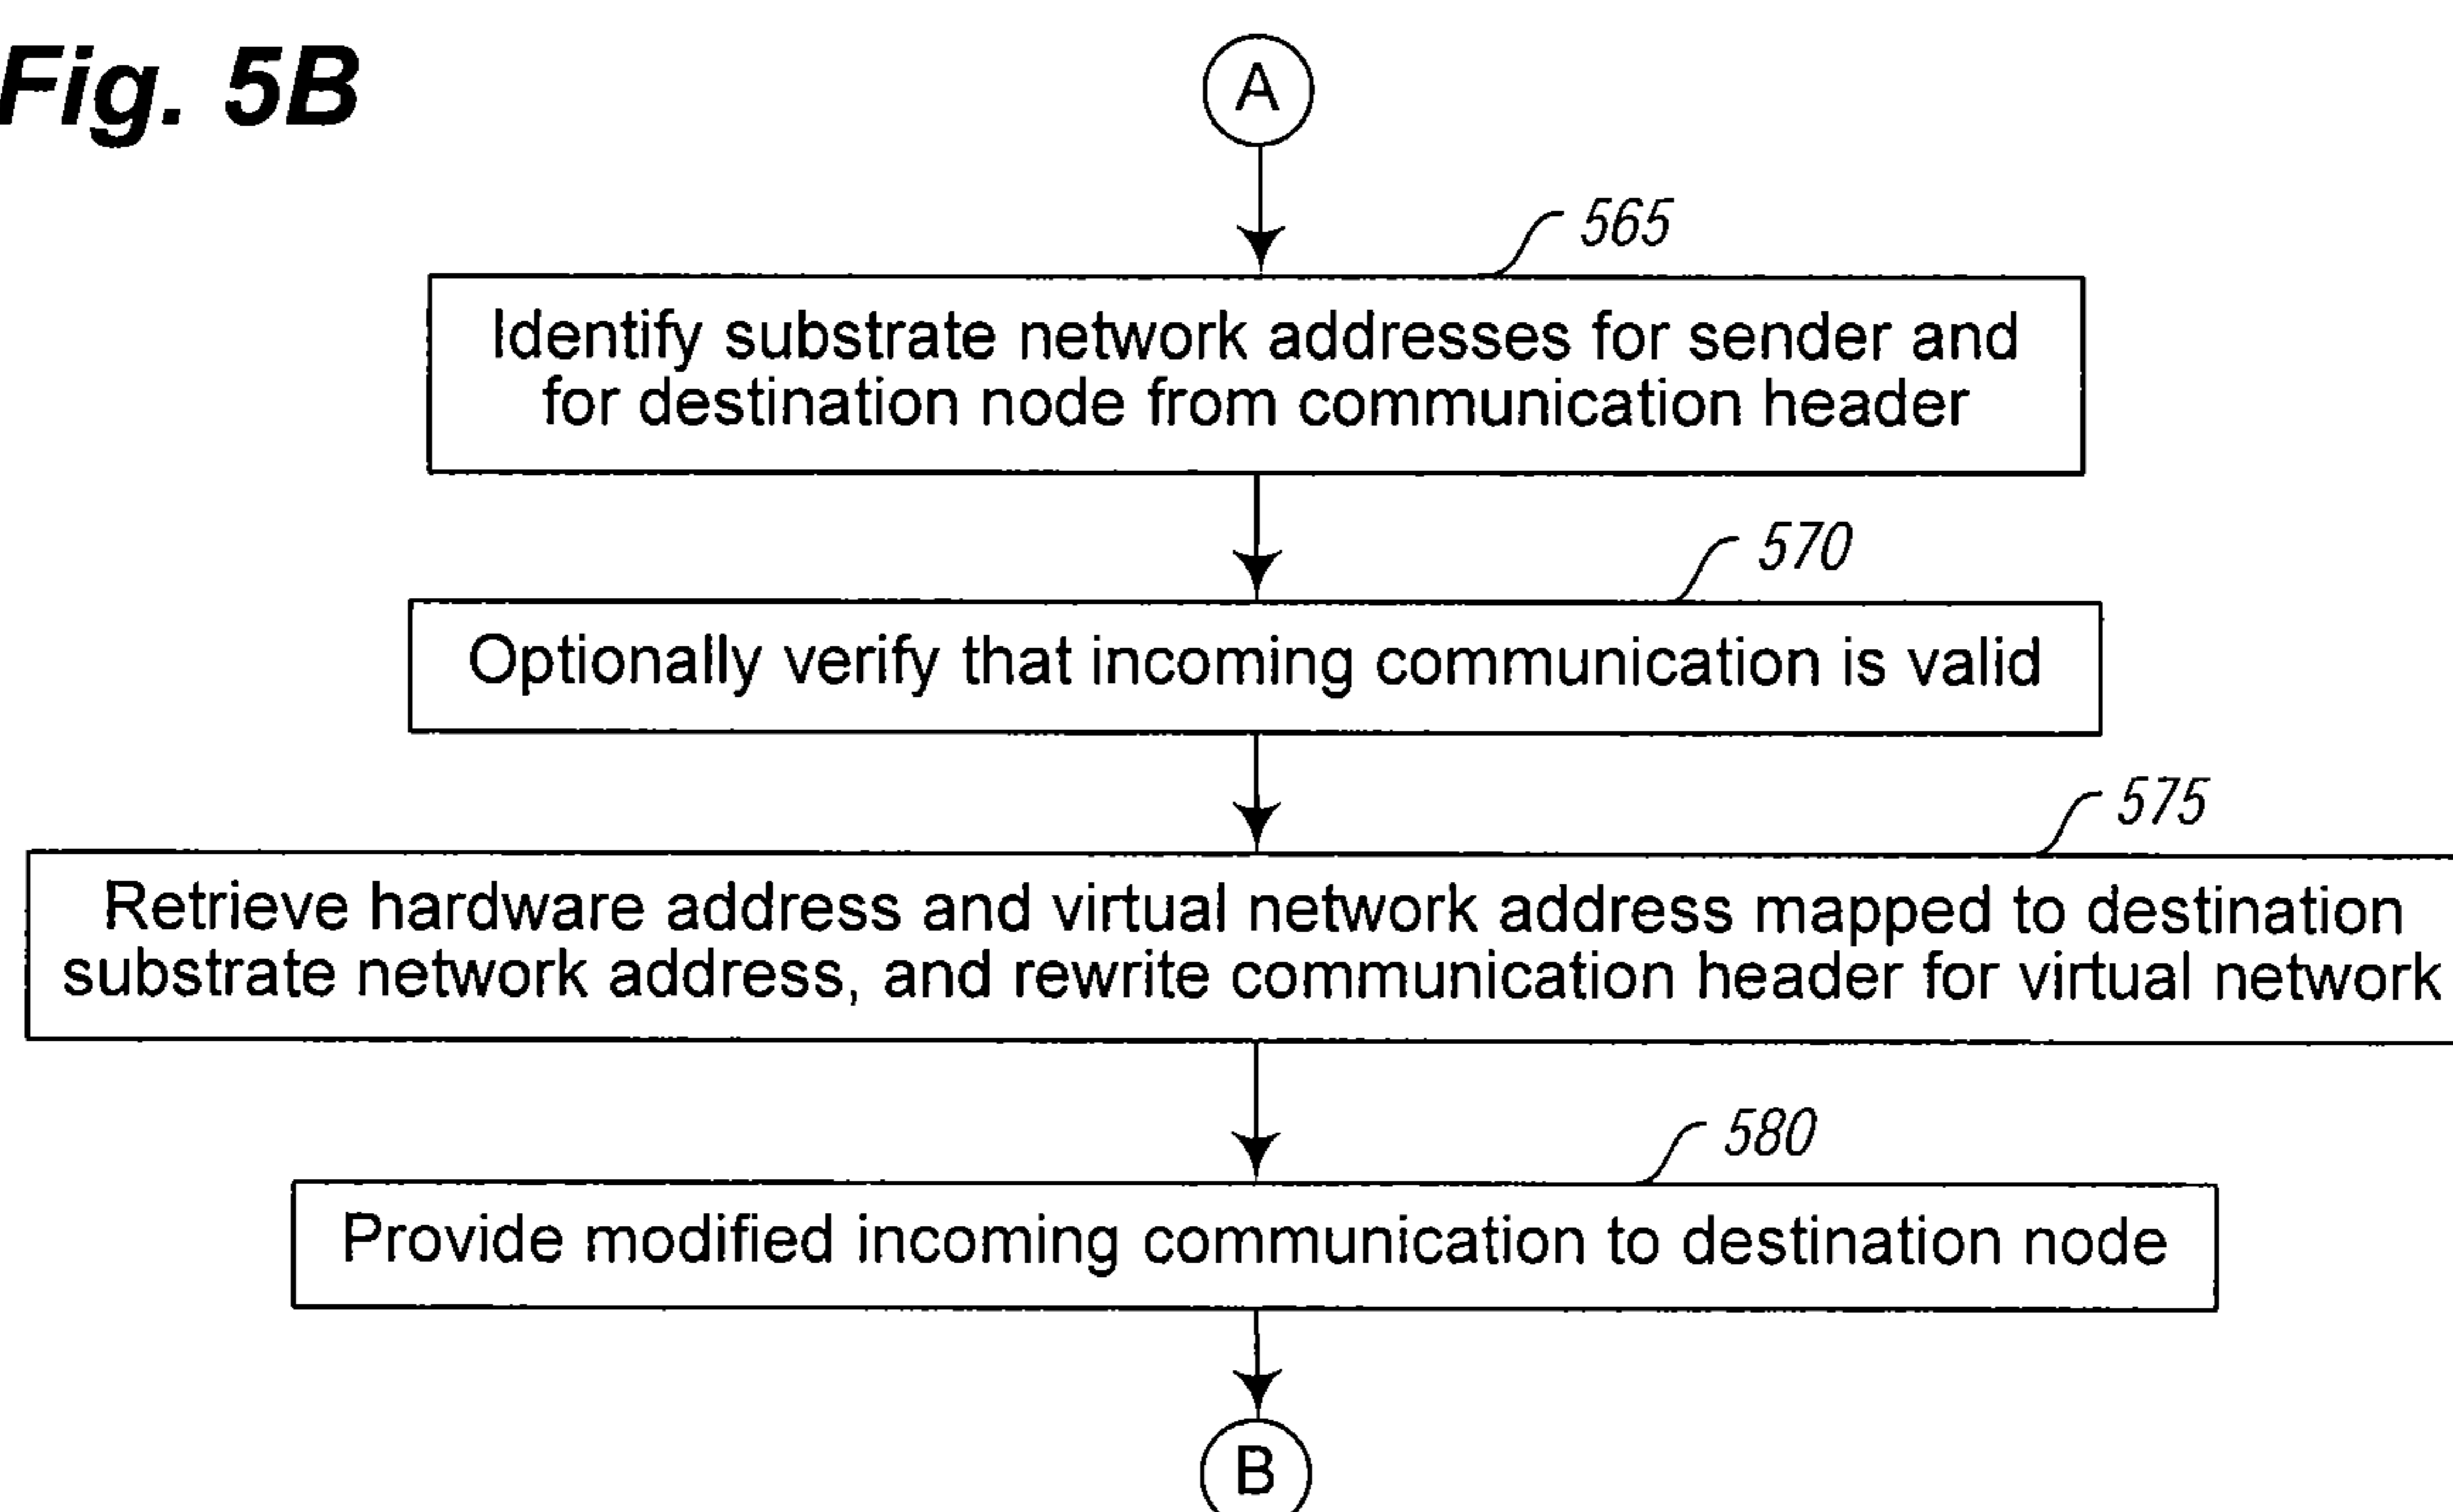 Fig. 5B
A
565
Identify substrate network addresses for sender and
for destination node from communication header
570
Optionally verify that incoming communication is valid
575
Retrieve hardware address and virtual network address mapped to destination
substrate network address, and rewrite communication header for virtual network
580
Provide modified incoming communication to destination node
B